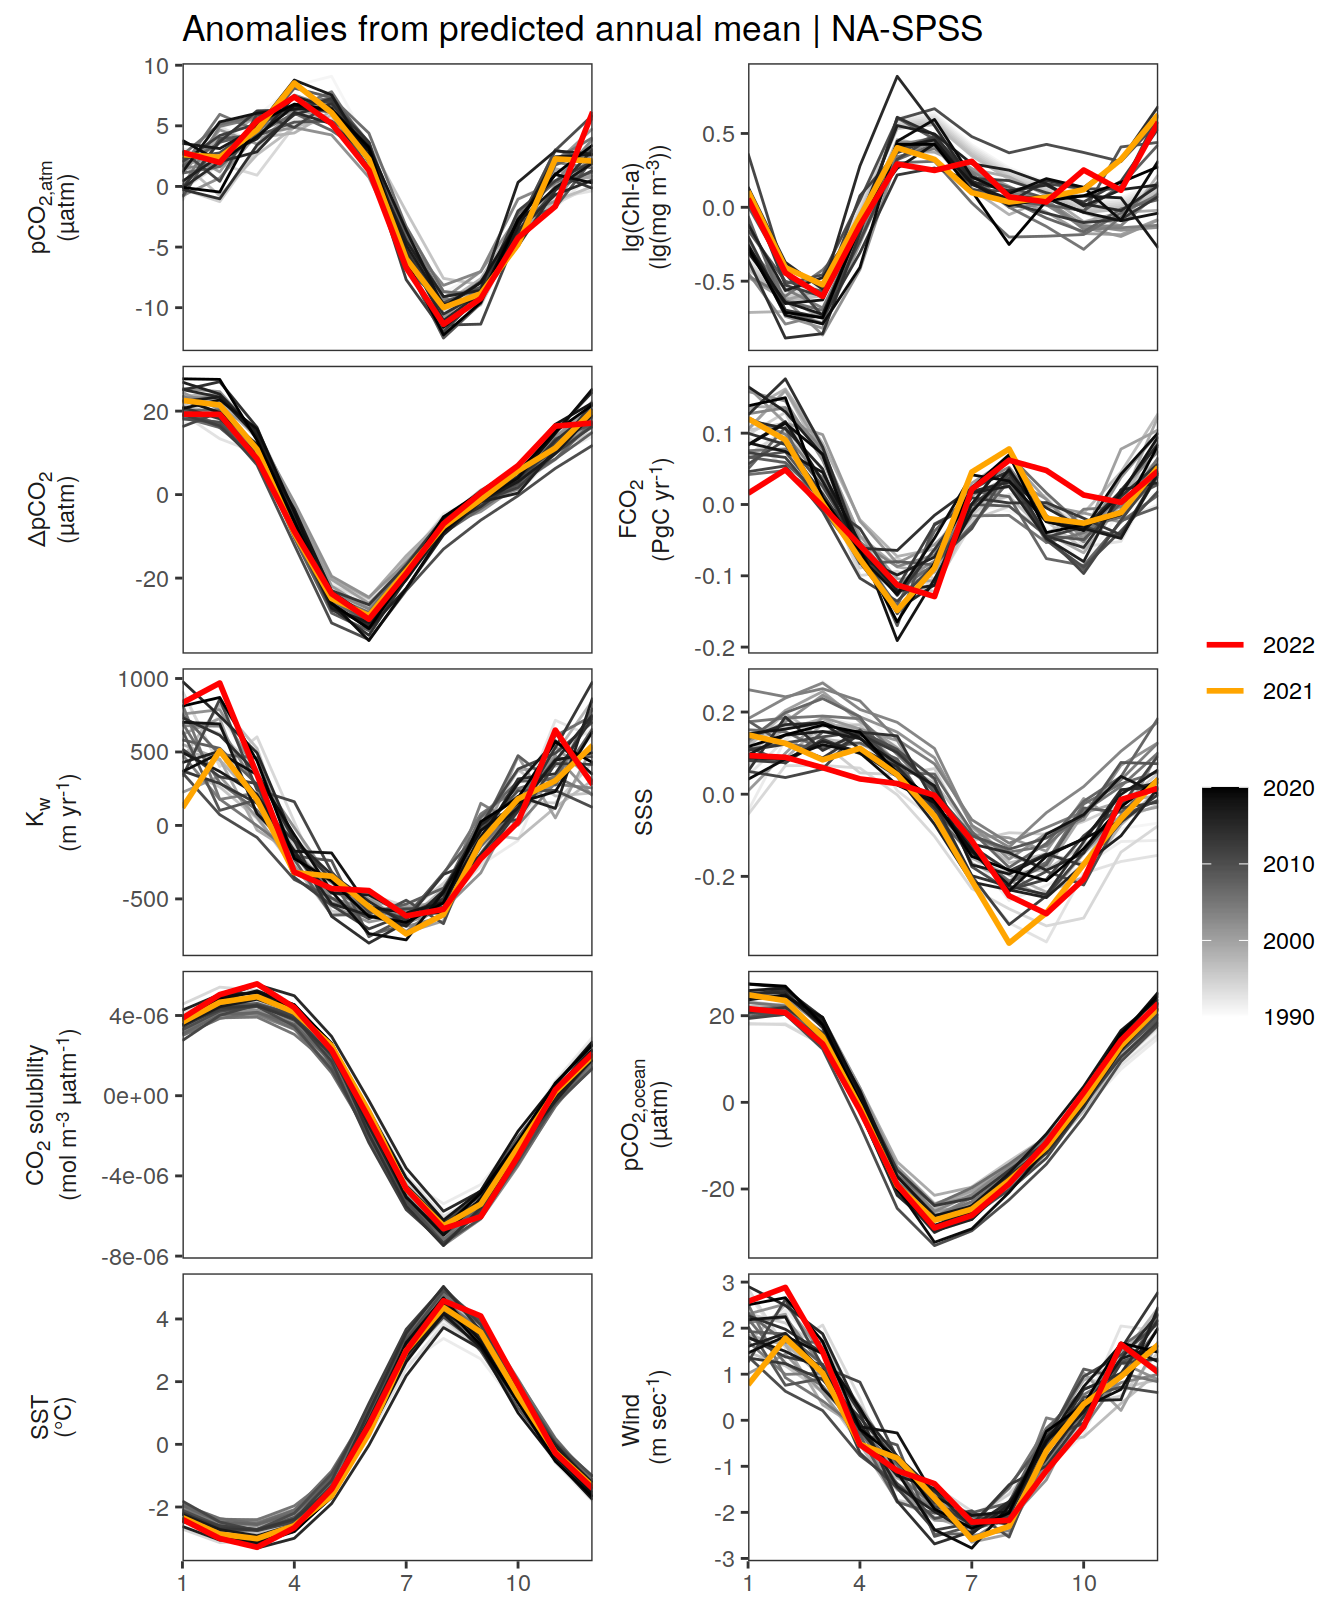 Anomalies from predicted annual mean | NA-SPSS
pCO2,atm
(µatm)
10
5
0
-5
-10
lg(Chl-a)
(lg(mg m-3))
0.5
0.0
-0.5
ΔpCO2
(µatm)
20
0
-20
FCO2
(PgC yr-1)
0.1
0.0
-0.1
-0.2
Kw
(m yr-1)
1000
500
0
-500
SSS
0.2
0.0
-0.2
CO2 solubility
(mol m-3 µatm-1)
4e-06
0e+00
-4e-06
-8e-06
pCO2,ocean
(µatm)
20
0
-20
SST
(°C)
4
2
0
-2
Wind
(m sec-1)
3
2
1
0
-1
-2
-3
1 4 7 10
1 4 7 10
2022
2021
2020
2010
2000
1990